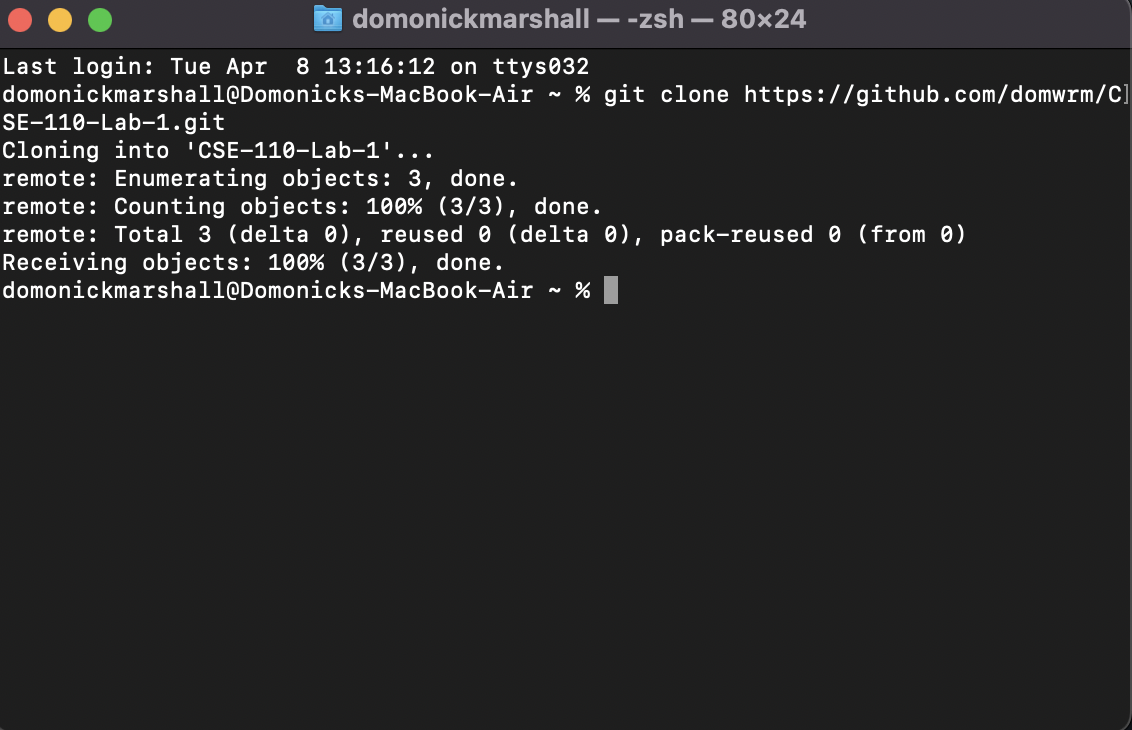 domonickmarshall — -zsh — 80×24
Last login: Tue Apr  8 13:16:12 on ttys032
domonickmarshall@Domonicks-MacBook-Air ~ % git clone https://github.com/domwrm/C
SE-110-Lab-1.git
Cloning into 'CSE-110-Lab-1'...
remote: Enumerating objects: 3, done.
remote: Counting objects: 100% (3/3), done.
remote: Total 3 (delta 0), reused 0 (delta 0), pack-reused 0 (from 0)
Receiving objects: 100% (3/3), done.
domonickmarshall@Domonicks-MacBook-Air ~ %